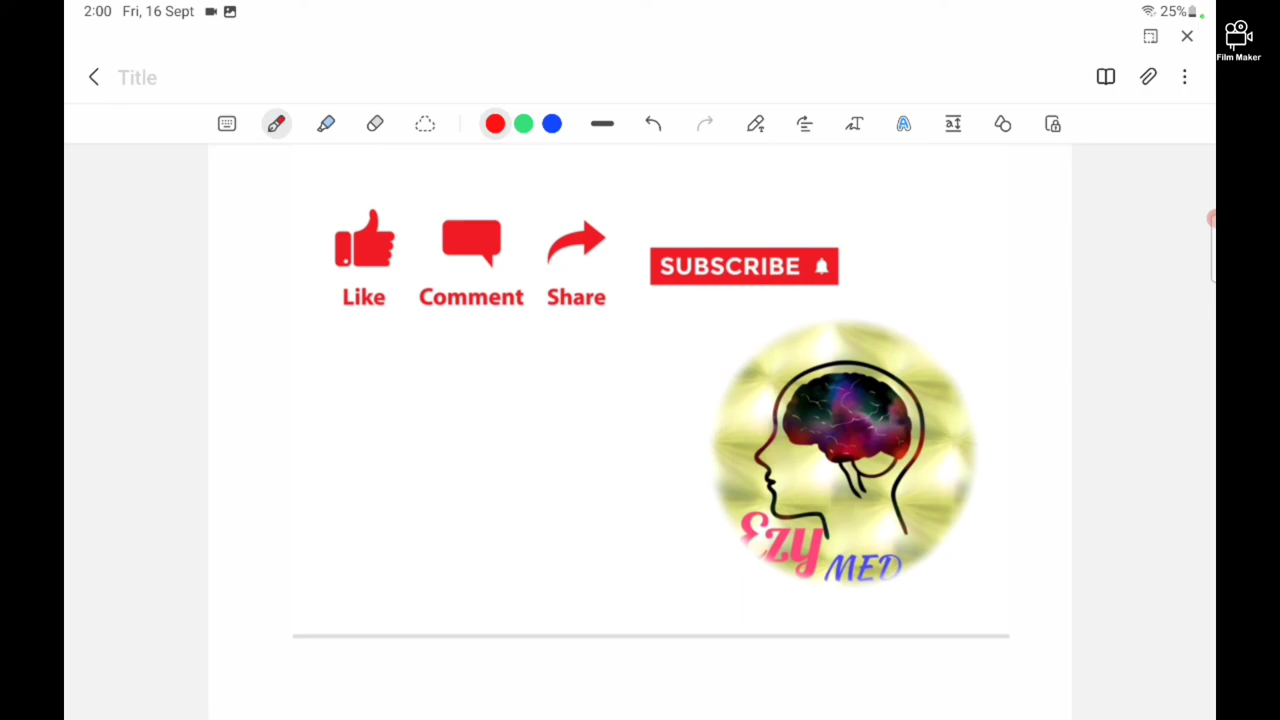 2:00 Fri, 16 Sept
25%
Film Maker
Title
SUBSCRIBE
Like Comment Share
Ezy
MED